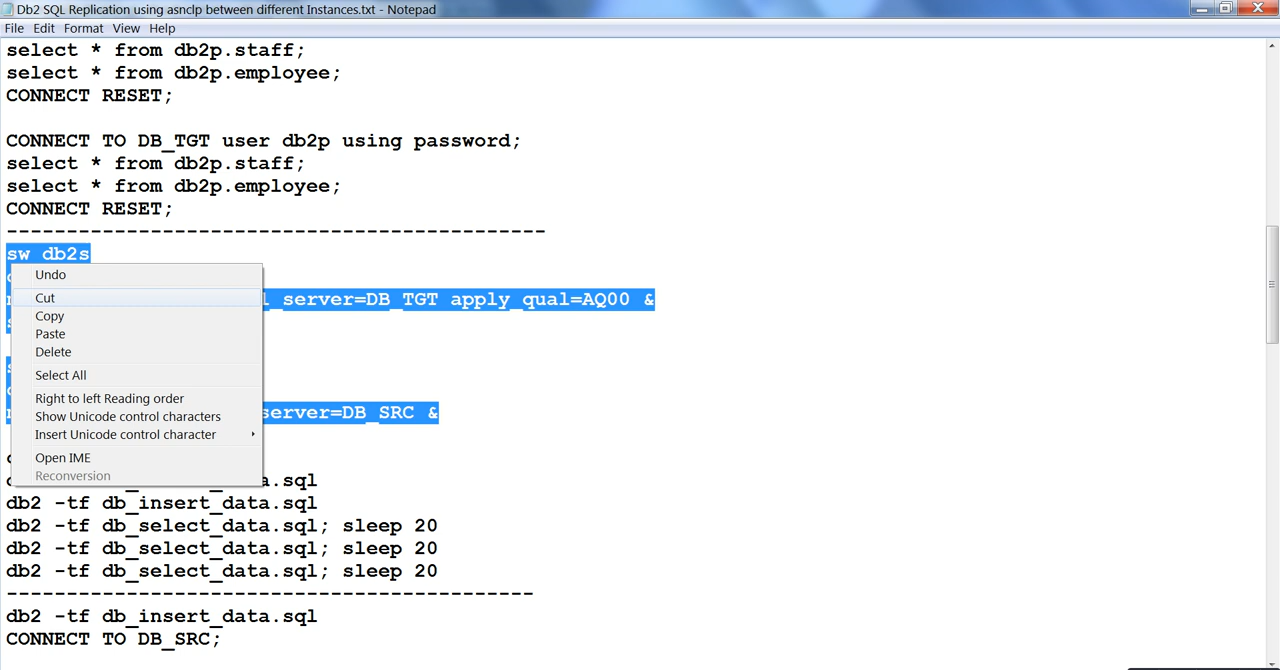 Db2 SQL Replication using asnclp between different Instances.txt - Notepad
File Edit Format View Help
select * from db2p.staff;
select * from db2p.employee;
CONNECT RESET;
CONNECT TO DB_TGT user db2p using password;
select * from db2p.staff;
select * from db2p.employee;
CONNECT RESET;
---------------------------------------------
sw db2s
Undo
Cut
_server=DB_TGT apply_qual=AQ00 &
Copy
Paste
Delete
Select All
Right to left Reading order
server=DB_SRC &
Show Unicode control characters
Insert Unicode control character
Open IME
Reconversion
_data.sql
db2 -tf db_insert_data.sql
db2 -tf db_select_data.sql; sleep 20
db2 -tf db_select_data.sql; sleep 20
db2 -tf db_select_data.sql; sleep 20
--------------------------------------------
db2 -tf db_insert_data.sql
CONNECT TO DB_SRC;